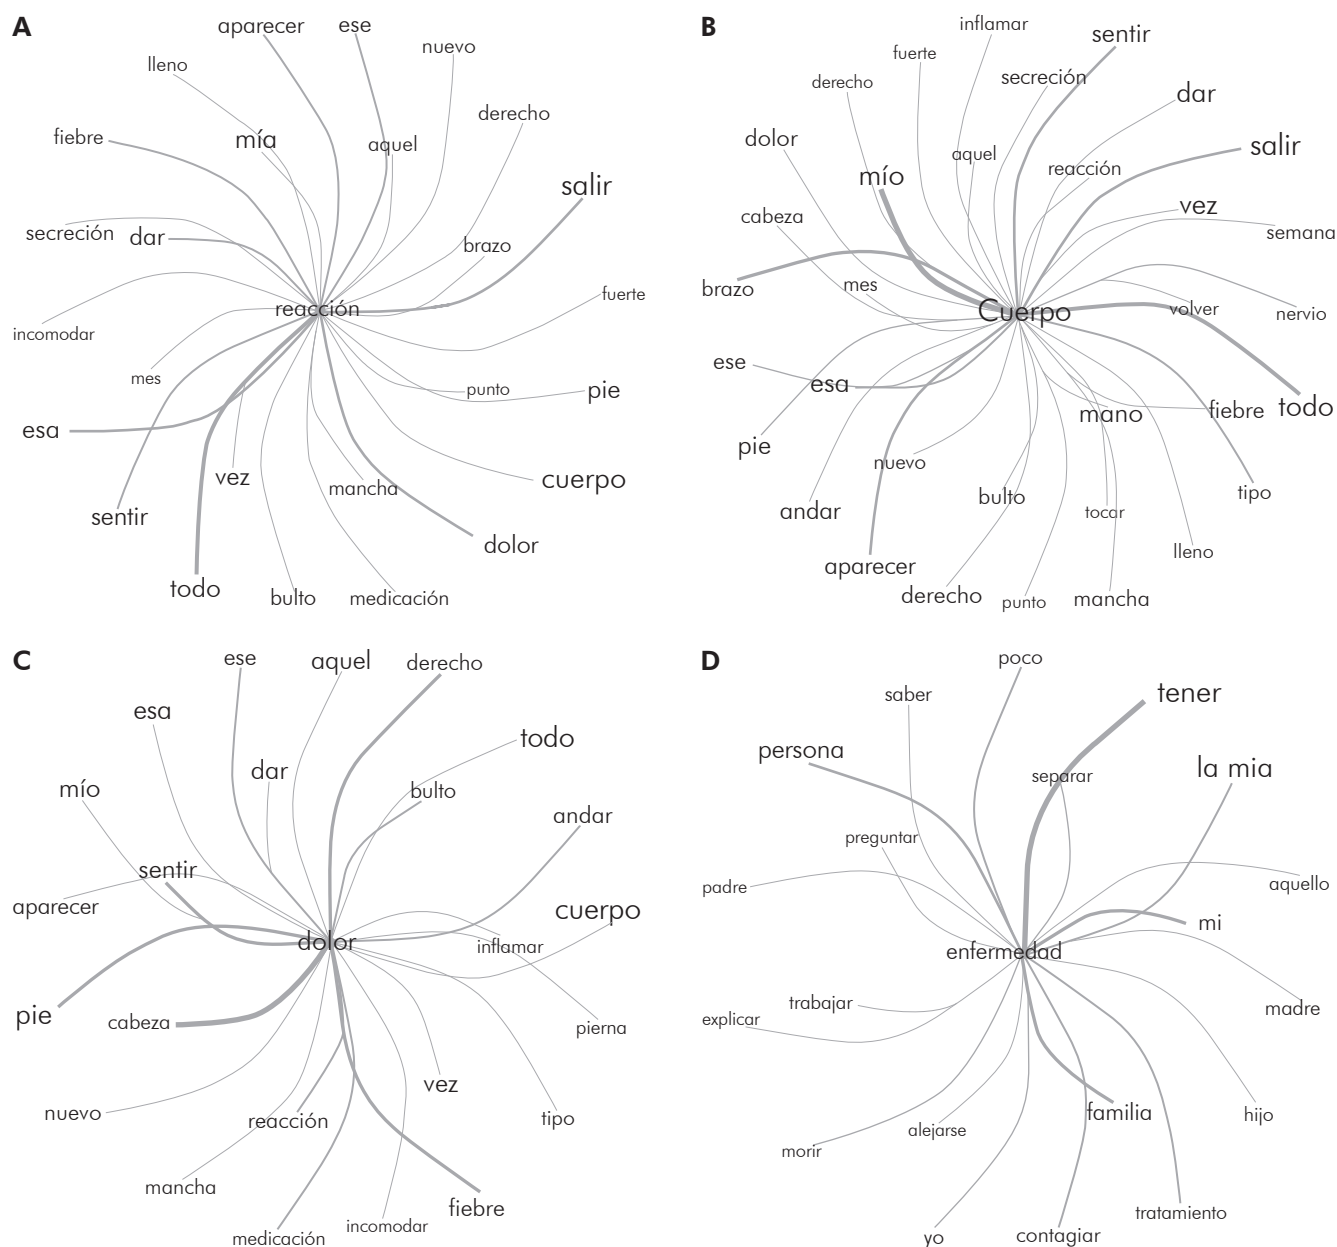 A
aparecer
ese
nuevo
lleno
derecho
fiebre
mía
aquel
salir
secreción
dar
brazo
reacción
fuerte
incomodar
mes
punto
pie
esa
vez
mancha
cuerpo
sentir
dolor
todo
bulto
medicación
B
inflamar
sentir
fuerte
secreción
derecho
dar
dolor
aquel
salir
mío
reacción
cabeza
vez
semana
brazo
mes
Cuerpo
volver
nervio
ese
esa
mano
fiebre
todo
pie
nuevo
bulto
tipo
andar
tocar
lleno
aparecer
derecho
punto
mancha
C
ese
aquel
derecho
esa
todo
dar
mío
bulto
andar
sentir
aparecer
cuerpo
dolor
inflamar
pie
cabeza
pierna
vez
nuevo
reacción
tipo
mancha
fiebre
medicación
incomodar
D
poco
saber
tener
persona
separar
la mia
preguntar
padre
aquello
mi
enfermedad
trabajar
madre
explicar
familia
hijo
alejarse
morir
tratamiento
yo
contagiar